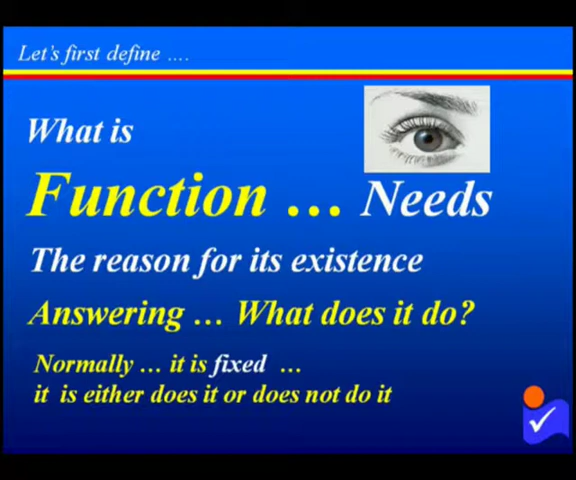 Let's first define ....
What is
Function ... Needs
The reason for its existence
Answering ... What does it do?
Normally ... it is fixed ...
it is either does it or does not do it